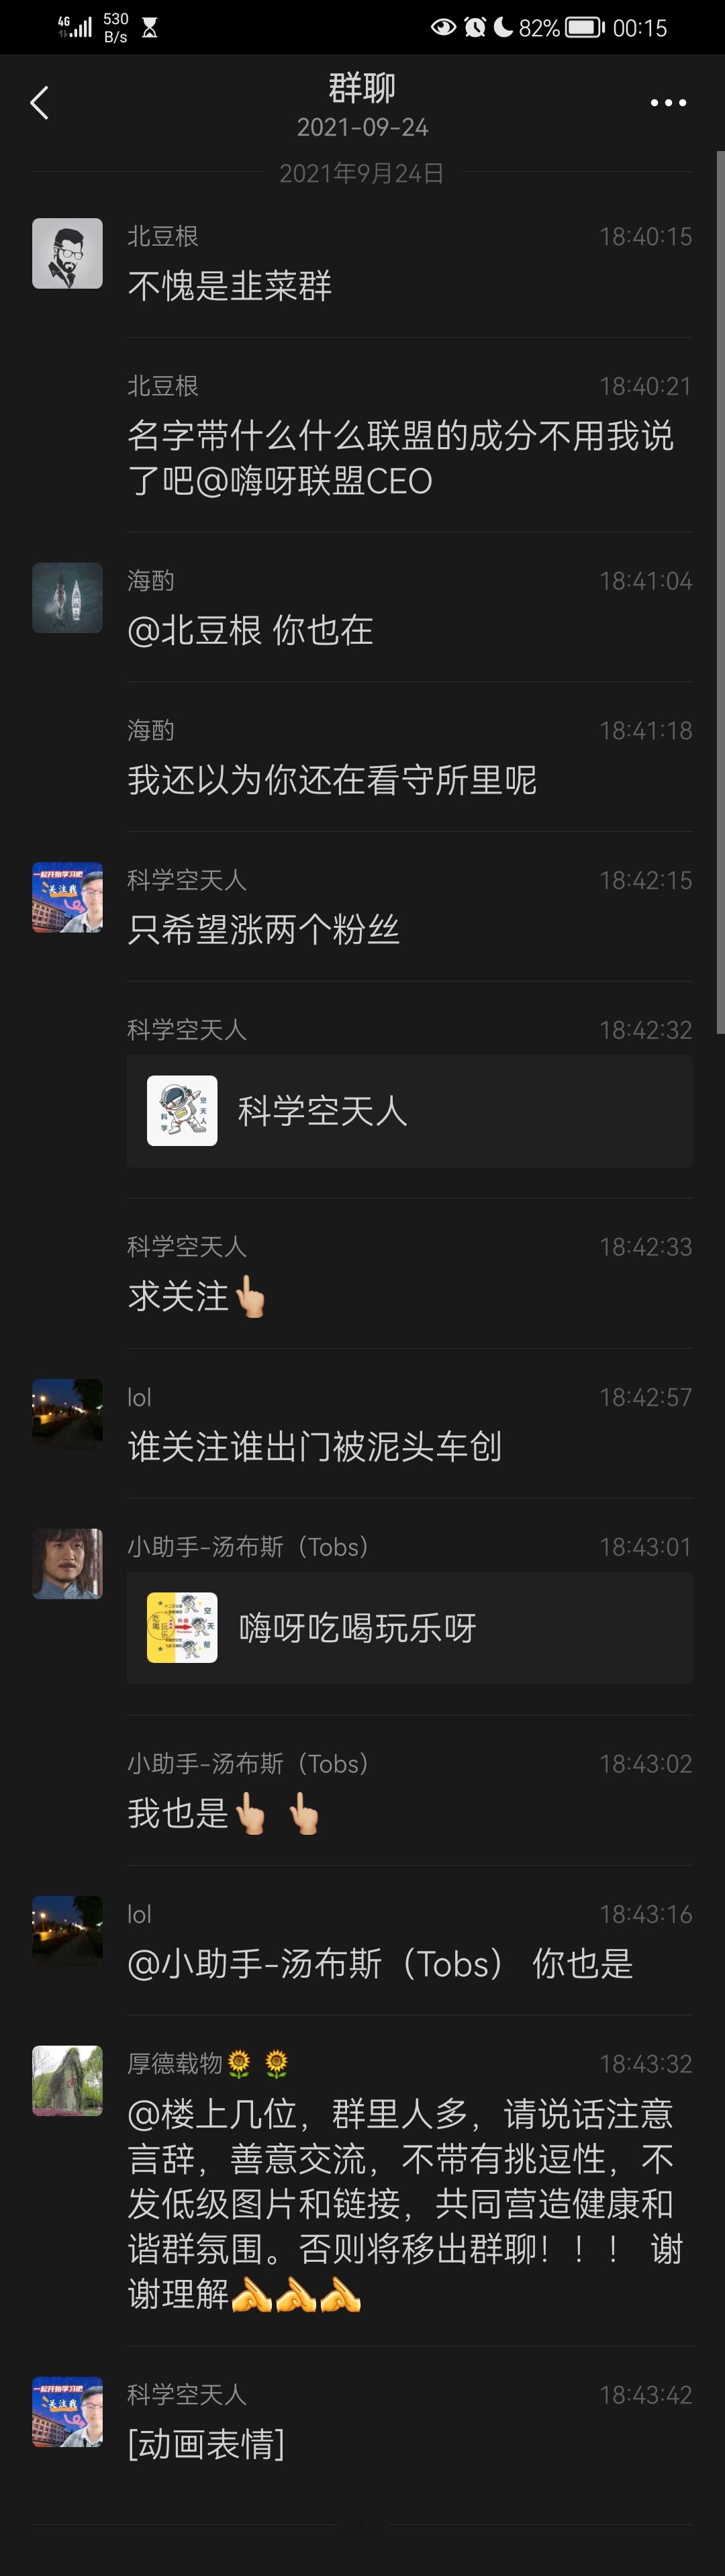 4G 530 B/s 82% 00:15
群聊
2021-09-24
2021年9月24日
北豆根 18:40:15
不愧是韭菜群
北豆根 18:40:21
名字带什么什么联盟的成分不用我说
了吧@嗨呀联盟CEO
海酌 18:41:04
@北豆根 你也在
海酌 18:41:18
我还以为你还在看守所里呢
一起开始学习吧
关注我
科学空天人 18:42:15
只希望涨两个粉丝
科学空天人 18:42:32
科学 空天人
科学空天人
科学空天人 18:42:33
求关注👆🏼
lol 18:42:57
谁关注谁出门被泥头车创
小助手-汤布斯（Tobs） 18:43:01
嗨呀吃喝玩乐呀
小助手-汤布斯（Tobs） 18:43:02
我也是👆🏼 👆🏼
lol 18:43:16
@小助手-汤布斯（Tobs） 你也是
厚德载物🌻 🌻 18:43:32
@楼上几位，群里人多，请说话注意
言辞，善意交流，不带有挑逗性，不
发低级图片和链接，共同营造健康和
谐群氛围。否则将移出群聊！！！ 谢
谢理解✍️✍️✍️
一起开始学习吧
关注我
科学空天人 18:43:42
[动画表情]